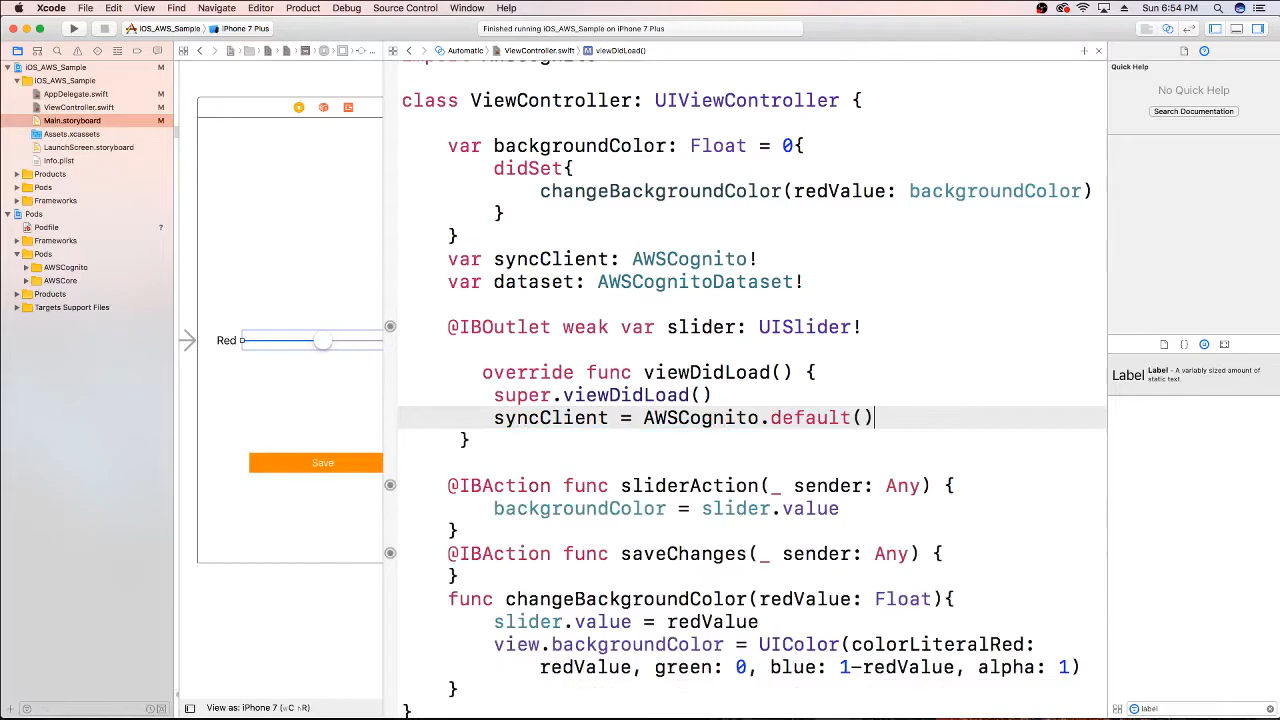 Xcode File Edit View Find Navigate Editor Product Debug Source Control Window Help Sun 6:54 PM
iOS_AWS_Sample iPhone 7 Plus Finished running iOS_AWS_Sample on iPhone 7 Plus
Automatic ViewController.swift viewDidLoad()
iOS_AWS_Sample M
iOS_AWS_Sample
AppDelegate.swift M
ViewController.swift M
Main.storyboard M
Assets.xcassets
LaunchScreen.storyboard
Info.plist
Products
Pods
Frameworks
Pods
Podfile ?
Frameworks
Pods
AWSCognito
AWSCore
Products
Targets Support Files
Red
Save
View as: iPhone 7 (wC hR)
class ViewController: UIViewController {
var backgroundColor: Float = 0{
didSet{
changeBackgroundColor(redValue: backgroundColor)
}
}
var syncClient: AWSCognito!
var dataset: AWSCognitoDataset!
@IBOutlet weak var slider: UISlider!
override func viewDidLoad() {
super.viewDidLoad()
syncClient = AWSCognito.default()
}
@IBAction func sliderAction(_ sender: Any) {
backgroundColor = slider.value
}
@IBAction func saveChanges(_ sender: Any) {
}
func changeBackgroundColor(redValue: Float){
slider.value = redValue
view.backgroundColor = UIColor(colorLiteralRed:
redValue, green: 0, blue: 1-redValue, alpha: 1)
}
}
Quick Help
No Quick Help
Search Documentation
Label Label - A variably sized amount of
static text.
label